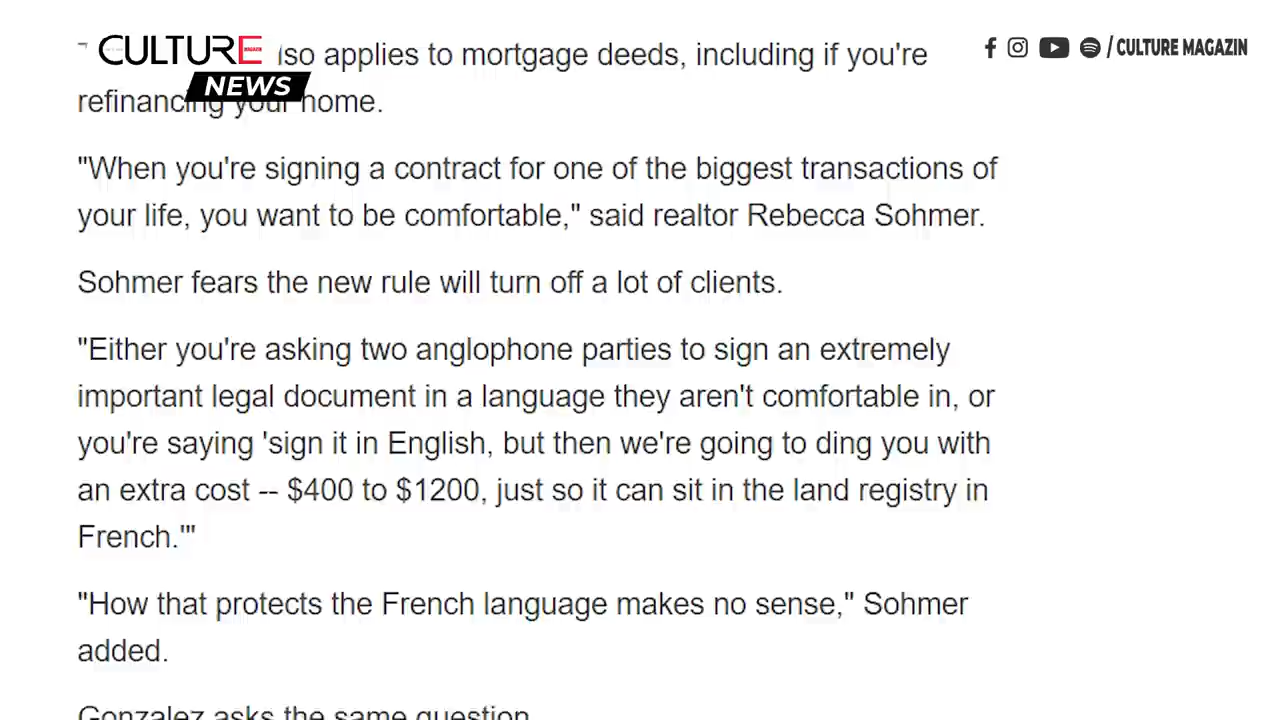 CULTURE
MAGAZIN
NEWS
/ CULTURE MAGAZIN
so applies to mortgage deeds, including if you're
refinancing your home.
"When you're signing a contract for one of the biggest transactions of
your life, you want to be comfortable," said realtor Rebecca Sohmer.
Sohmer fears the new rule will turn off a lot of clients.
"Either you're asking two anglophone parties to sign an extremely
important legal document in a language they aren't comfortable in, or
you're saying 'sign it in English, but then we're going to ding you with
an extra cost -- $400 to $1200, just so it can sit in the land registry in
French.'"
"How that protects the French language makes no sense," Sohmer
added.
Gonzalez asks the same question.